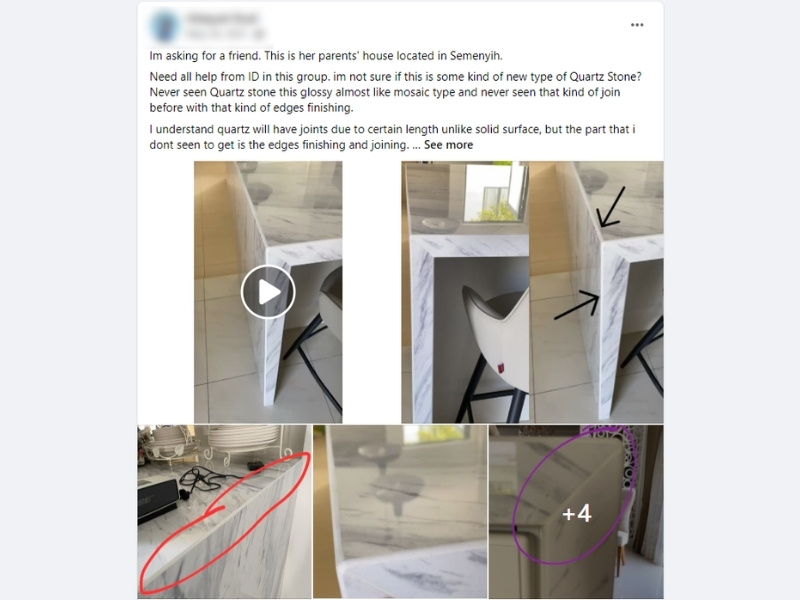 Im asking for a friend. This is her parents' house located in Semenyih.
Need all help from ID in this group. im not sure if this is some kind of new type of Quartz Stone?
Never seen Quartz stone this glossy almost like mosaic type and never seen that kind of join
before with that kind of edges finishing.
I understand quartz will have joints due to certain length unlike solid surface, but the part that i
dont seen to get is the edges finishing and joining. ... See more
+4